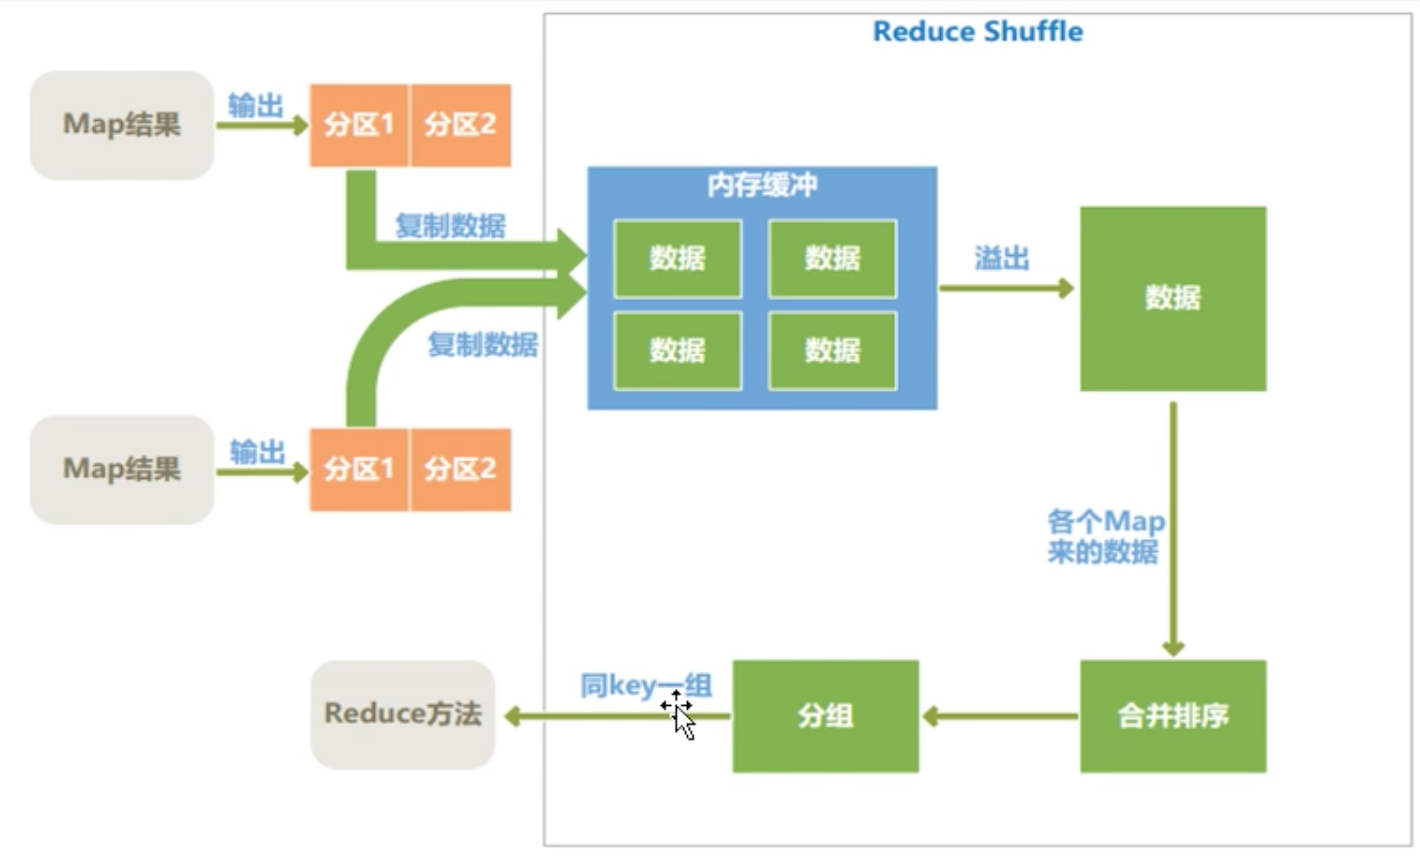 Reduce Shuffle
Map结果
输出
分区1
分区2
复制数据
内存缓冲
数据
数据
数据
数据
溢出
数据
复制数据
Map结果
输出
分区1
分区2
各个Map
来的数据
合并排序
分组
同key一组
Reduce方法